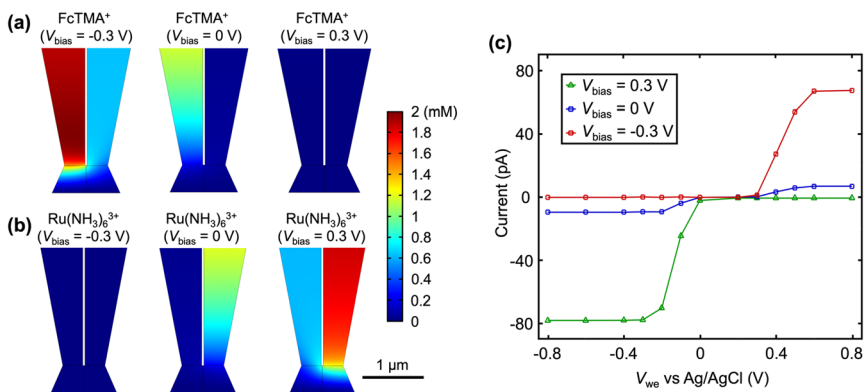 (a)
FcTMA⁺
(V_bias = -0.3 V)
FcTMA⁺
(V_bias = 0 V)
FcTMA⁺
(V_bias = 0.3 V)
2 (mM)
1.8
1.6
1.4
1.2
1
0.8
0.6
0.4
0.2
0
(b)
Ru(NH₃)₆³⁺
(V_bias = -0.3 V)
Ru(NH₃)₆³⁺
(V_bias = 0 V)
Ru(NH₃)₆³⁺
(V_bias = 0.3 V)
1 µm
(c)
V_bias = 0.3 V
V_bias = 0 V
V_bias = -0.3 V
Current (pA)
80
40
0
-40
-80
-0.8 -0.4 0 0.4 0.8
V_we vs Ag/AgCl (V)